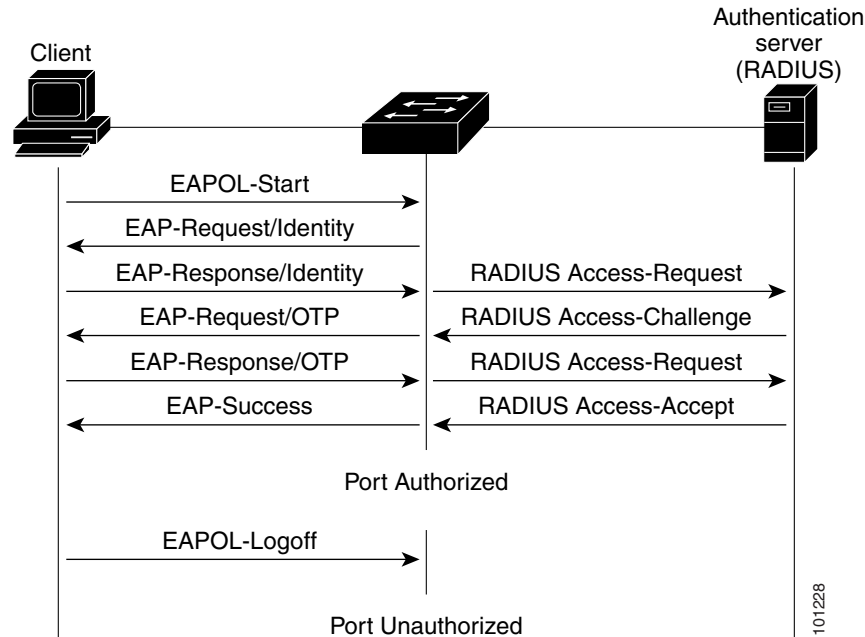 Client
Authentication
server
(RADIUS)
EAPOL-Start
EAP-Request/Identity
EAP-Response/Identity
RADIUS Access-Request
EAP-Request/OTP
RADIUS Access-Challenge
EAP-Response/OTP
RADIUS Access-Request
EAP-Success
RADIUS Access-Accept
Port Authorized
EAPOL-Logoff
Port Unauthorized
101228